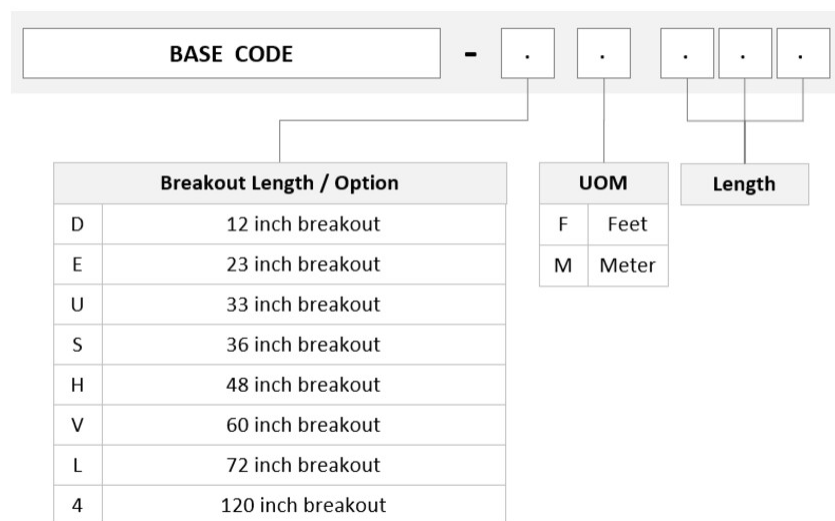 BASE CODE - . . . . .
Breakout Length / Option
D 12 inch breakout
E 23 inch breakout
U 33 inch breakout
S 36 inch breakout
H 48 inch breakout
V 60 inch breakout
L 72 inch breakout
4 120 inch breakout
UOM
F Feet
M Meter
Length